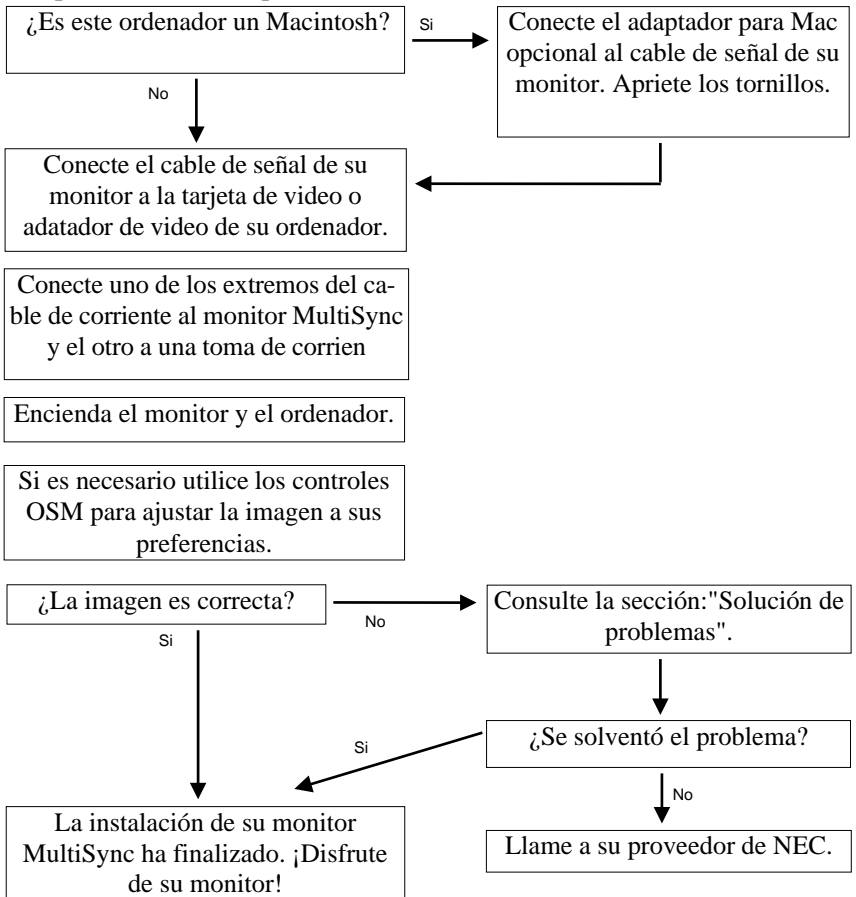 ¿Es este ordenador un Macintosh?
Si
Conecte el adaptador para Mac
opcional al cable de señal de su
monitor. Apriete los tornillos.
No
Conecte el cable de señal de su
monitor a la tarjeta de video o
adatador de video de su ordenador.
Conecte uno de los extremos del ca-
ble de corriente al monitor MultiSync
y el otro a una toma de corrien
Encienda el monitor y el ordenador.
Si es necesario utilice los controles
OSM para ajustar la imagen a sus
preferencias.
¿La imagen es correcta?
No
Consulte la sección:"Solución de
problemas".
Si
¿Se solventó el problema?
Si
No
La instalación de su monitor
MultiSync ha finalizado. ¡Disfrute
de su monitor!
Llame a su proveedor de NEC.